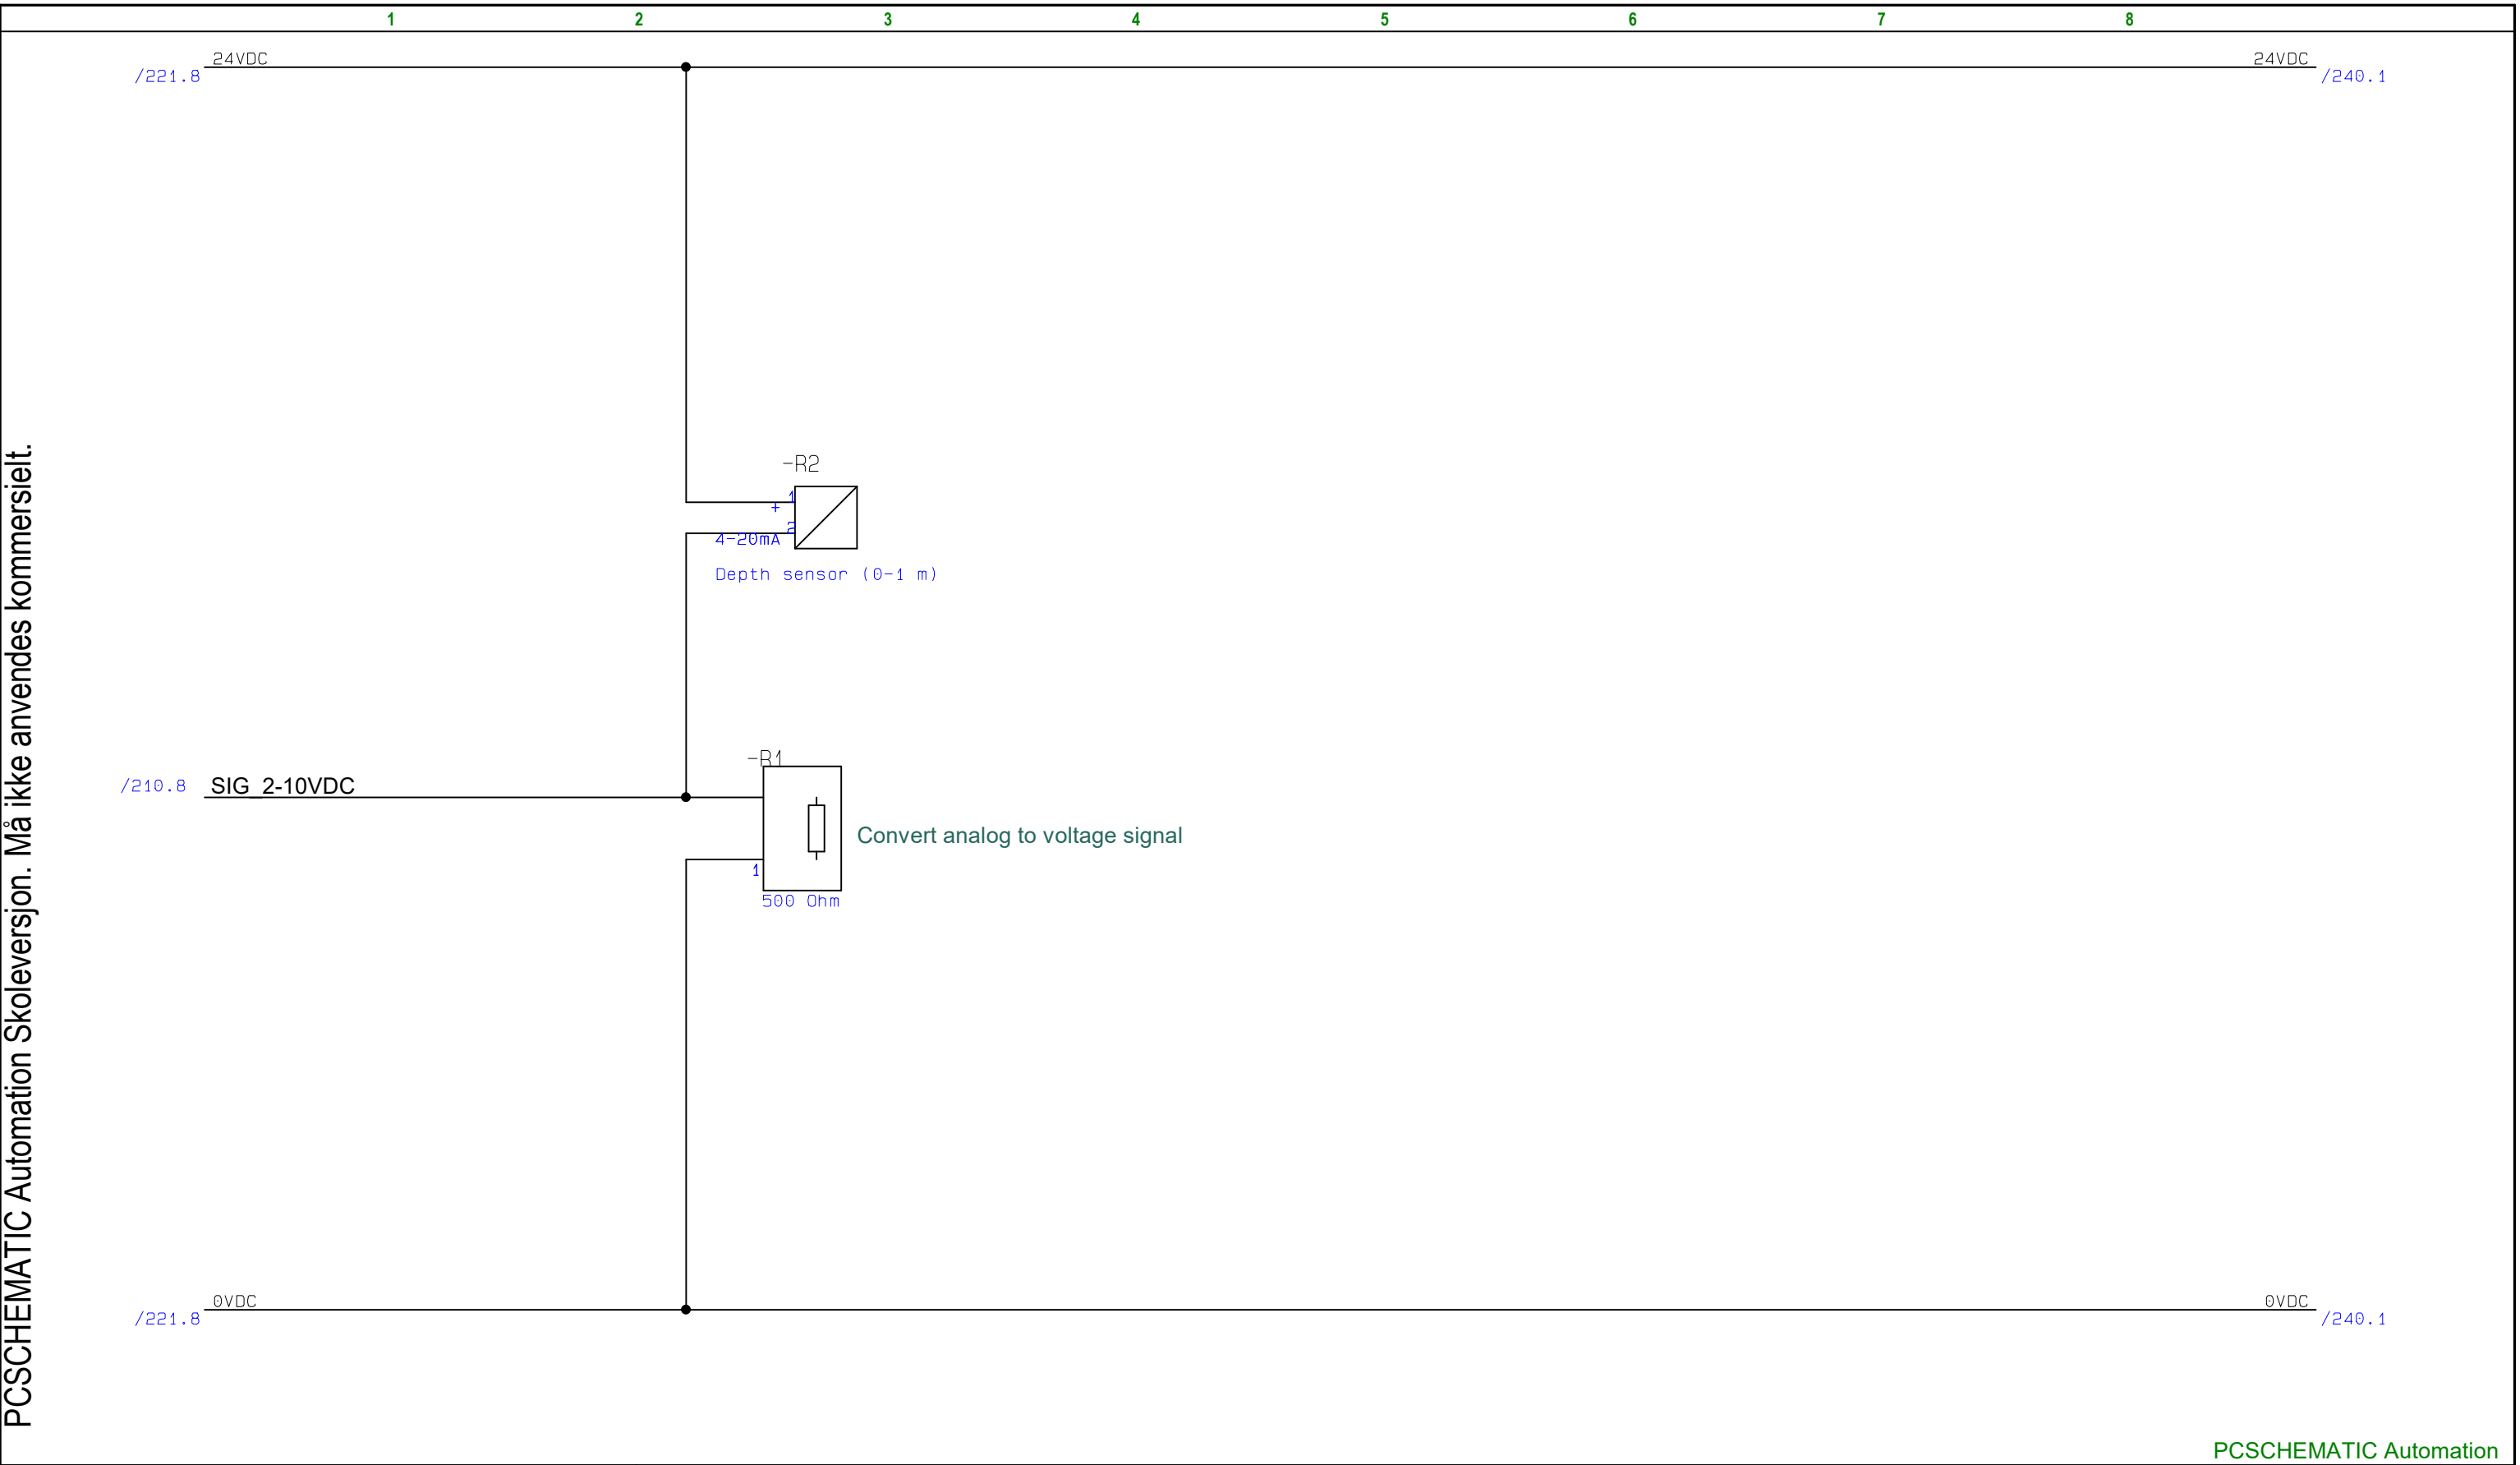 1 2 3 4 5 6 7 8
24VDC 24VDC
/221.8 /240.1
-R2
1
+
2
4-20mA
Depth sensor (0-1 m)
-R1
/210.8 SIG_2-10VDC
Convert analog to voltage signal
1
500 Ohm
0VDC 0VDC
/221.8 /240.1
PCSCHEMATIC Automation Skoleversjon. Må ikke anvendes kommersielt.
PCSCHEMATIC Automation